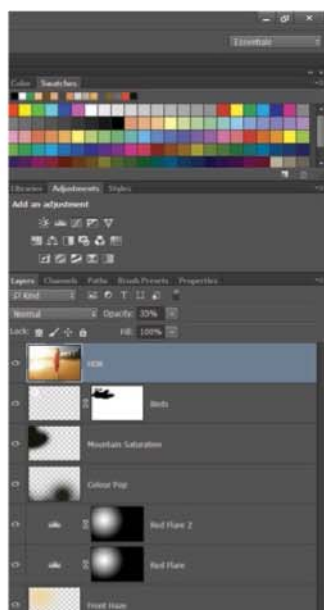 Essentials
Color Swatches
Libraries Adjustments Styles
Add an adjustment
Layers Channels Paths Brush Presets Properties
Kind
Normal Opacity: 33%
Lock: Fill: 100%
HDR
Birds
Mountain Saturation
Colour Pop
Red Flare 2
Red Flare
Front Haze